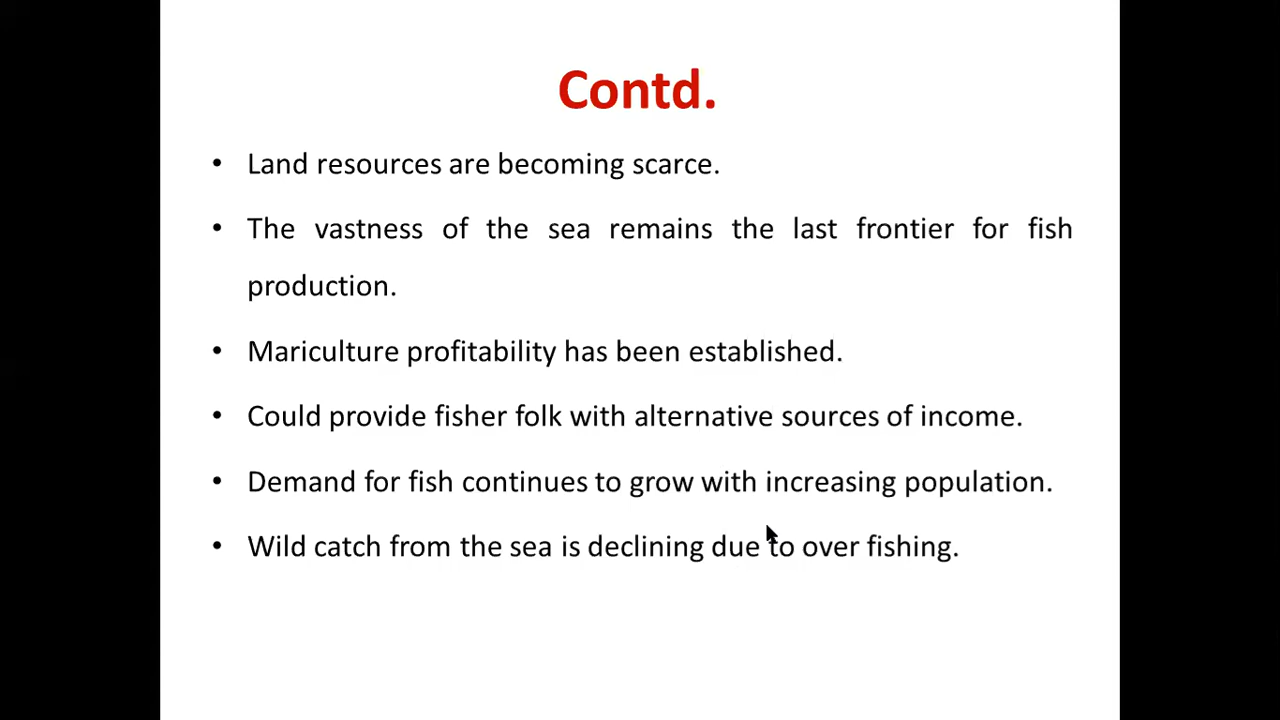 Contd.
• Land resources are becoming scarce.
• The vastness of the sea remains the last frontier for fish
production.
• Mariculture profitability has been established.
• Could provide fisher folk with alternative sources of income.
• Demand for fish continues to grow with increasing population.
• Wild catch from the sea is declining due to over fishing.